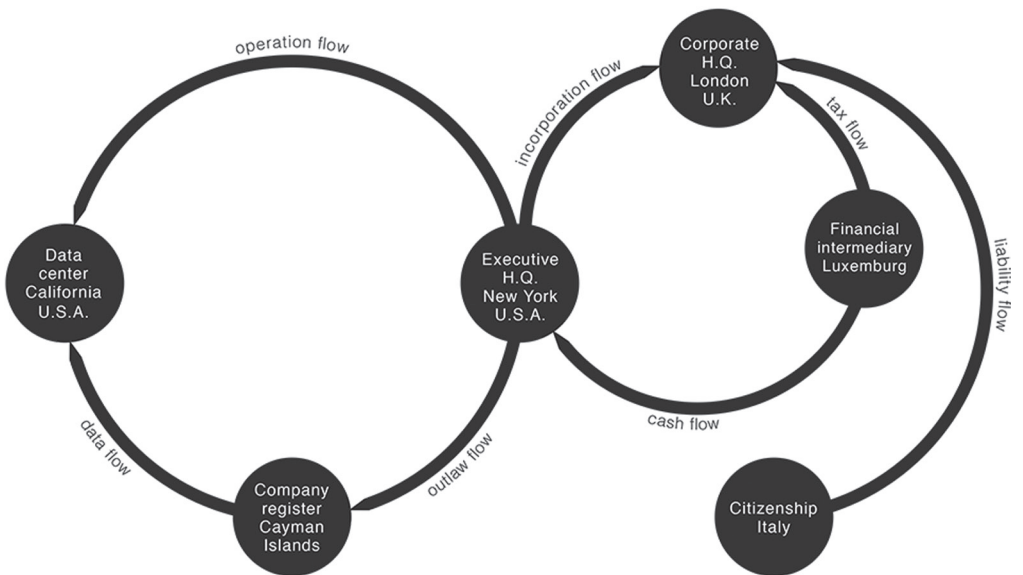 operation flow
Corporate
H.Q.
London
U.K.
incorporation flow
tax flow
Data
center
California
U.S.A.
Executive
H.Q.
New York
U.S.A.
Financial
intermediary
Luxemburg
liability flow
data flow
outlaw flow
cash flow
Company
register
Cayman
Islands
Citizenship
Italy